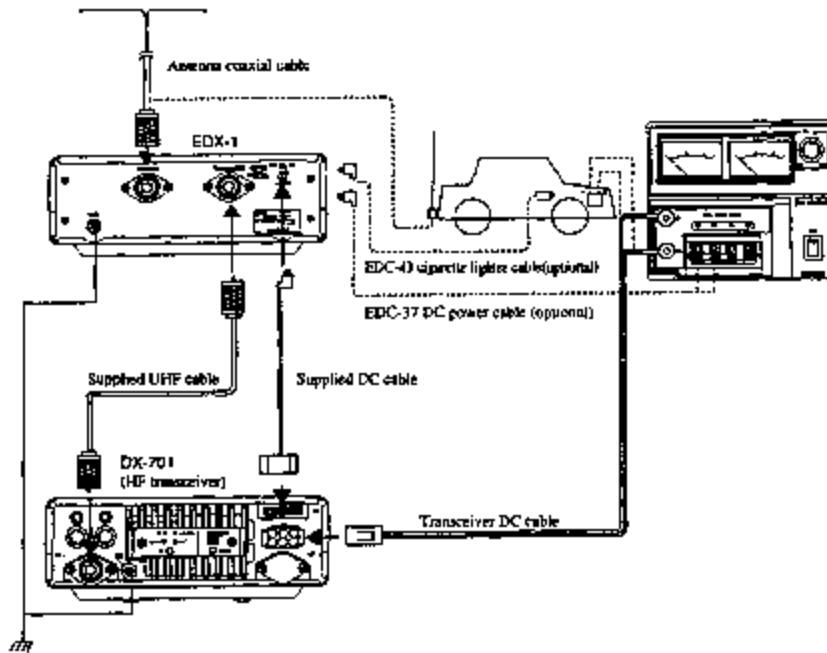 Antenna coaxial cable
EDX-1
EDC-43 cigarette lighter cable(optional)
EDC-37 DC power cable (optional)
Supplied UHF cable
Supplied DC cable
DX-701
(HF transceiver)
Transceiver DC cable